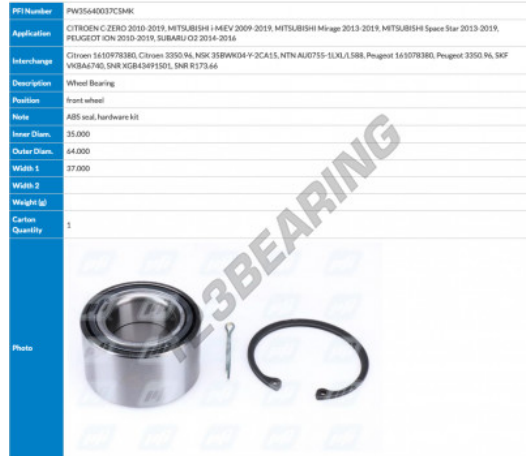 PFI Number PW35640037CSMK
Application CITROEN C-ZERO 2010-2019, MITSUBISHI i-MiEV 2009-2019, MITSUBISHI Mirage 2013-2019, MITSUBISHI Space Star 2013-2019,
PEUGEOT ION 2010-2019, SUBARU O2 2014-2016
Interchange Citroen 1610978380, Citroen 3350.96, NSK 35BWK04-Y-2CA15, NTN AU0755-1LXL/L588, Peugeot 161078380, Peugeot 3350.96, SKF
VKBA6740, SNR XGB43491S01, SNR R173.66
Description Wheel Bearing
Position front wheel
Note ABS seal, hardware kit
Inner Diam. 35.000
Outer Diam. 64.000
Width 1 37.000
Width 2
Weight (g)
Carton
Quantity 1
Photo
123BEARING